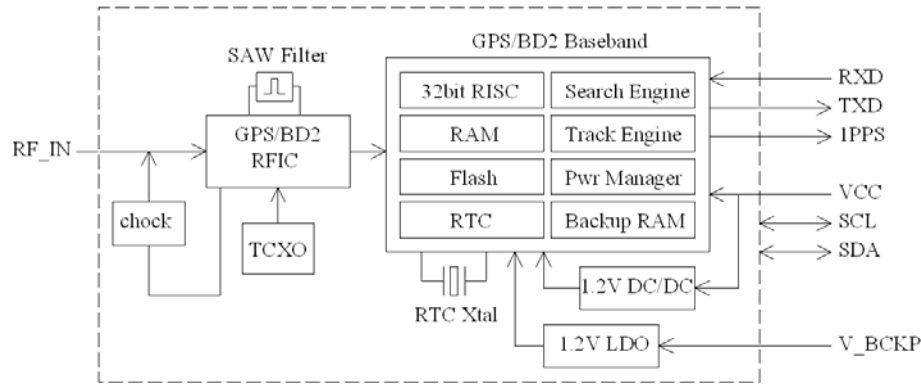 GPS/BD2 Baseband
SAW Filter
32bit RISC
Search Engine
RXD
TXD
GPS/BD2
RFIC
RAM
Track Engine
1PPS
RF_IN
Flash
Pwr Manager
VCC
chock
RTC
Backup RAM
SCL
TCXO
SDA
1.2V DC/DC
RTC Xtal
1.2V LDO
V_BCKP